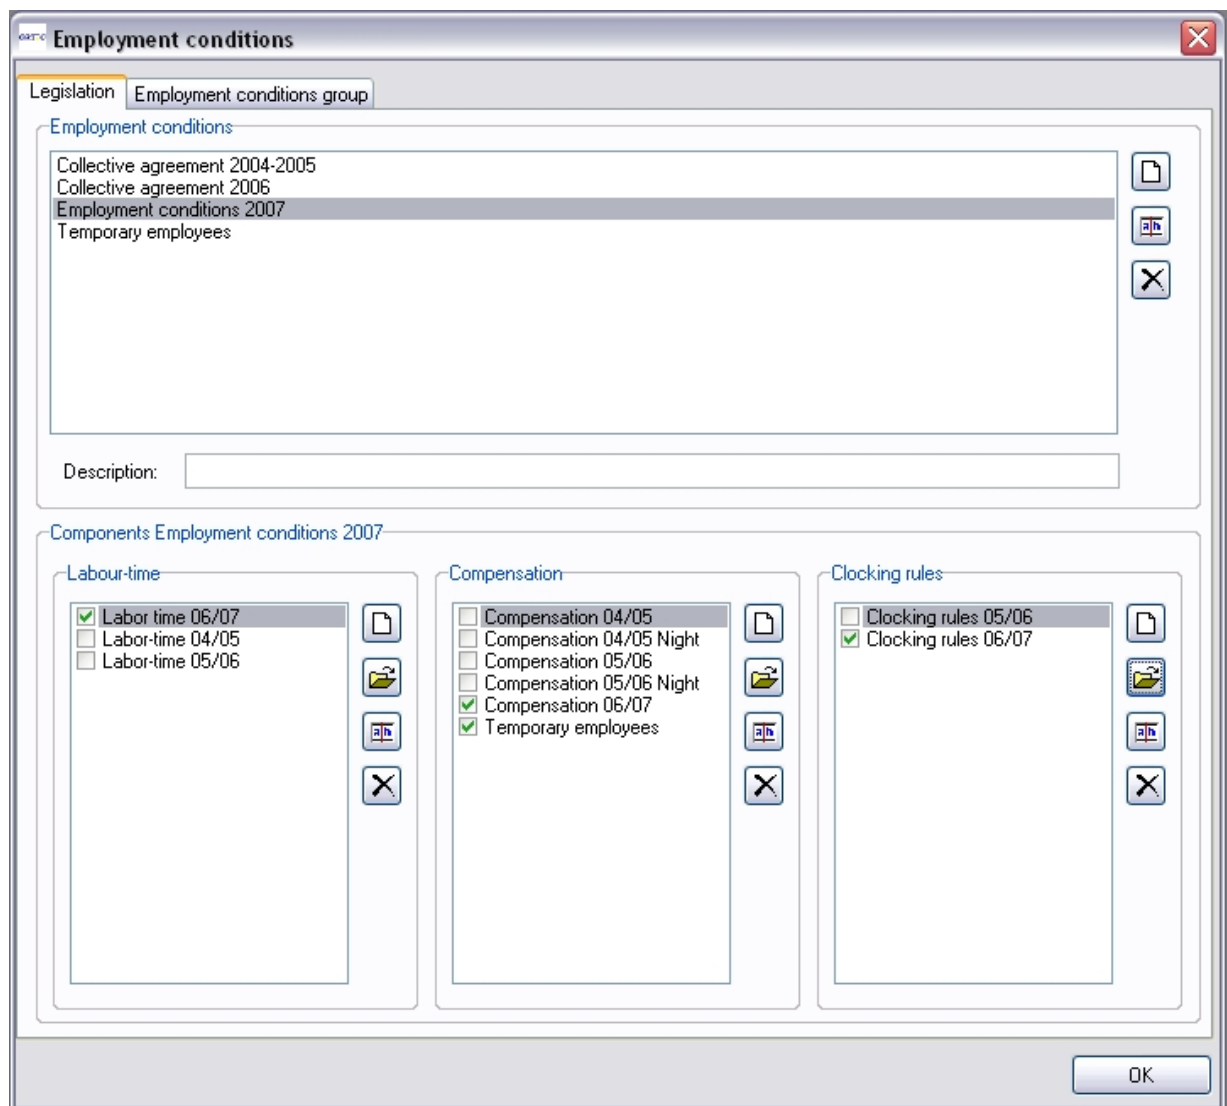 Employment conditions
Legislation
Employment conditions group
Employment conditions
Collective agreement 2004-2005
Collective agreement 2006
Employment conditions 2007
Temporary employees
Description:
Components Employment conditions 2007
Labour-time
Labor time 06/07
Labor-time 04/05
Labor-time 05/06
Compensation
Compensation 04/05
Compensation 04/05 Night
Compensation 05/06
Compensation 05/06 Night
Compensation 06/07
Temporary employees
Clocking rules
Clocking rules 05/06
Clocking rules 06/07
OK